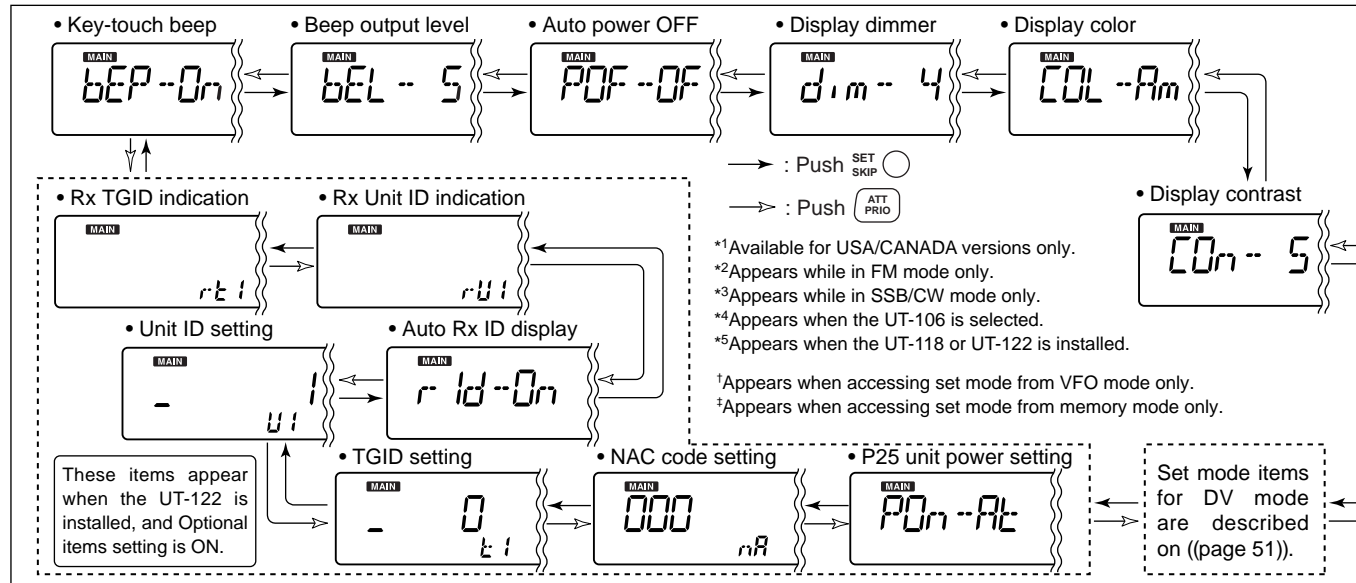 • Key-touch beep
MAIN
bEP-On
• Beep output level
MAIN
bEL- 5
• Auto power OFF
MAIN
POF-OF
• Display dimmer
MAIN
dim- 4
• Display color
MAIN
COL-Am
: Push SET SKIP
: Push ATT PRIO
• Display contrast
MAIN
COn- 5
*1Available for USA/CANADA versions only.
*2Appears while in FM mode only.
*3Appears while in SSB/CW mode only.
*4Appears when the UT-106 is selected.
*5Appears when the UT-118 or UT-122 is installed.
†Appears when accessing set mode from VFO mode only.
‡Appears when accessing set mode from memory mode only.
• Rx TGID indication
MAIN
rt1
• Rx Unit ID indication
MAIN
rU1
• Unit ID setting
MAIN
_ 1
U1
• Auto Rx ID display
MAIN
rId-On
These items appear
when the UT-122 is
installed, and Optional
items setting is ON.
• TGID setting
MAIN
_ 0
t1
• NAC code setting
MAIN
000
nA
• P25 unit power setting
MAIN
POn-At
Set mode items
for DV mode
are described
on ((page 51)).